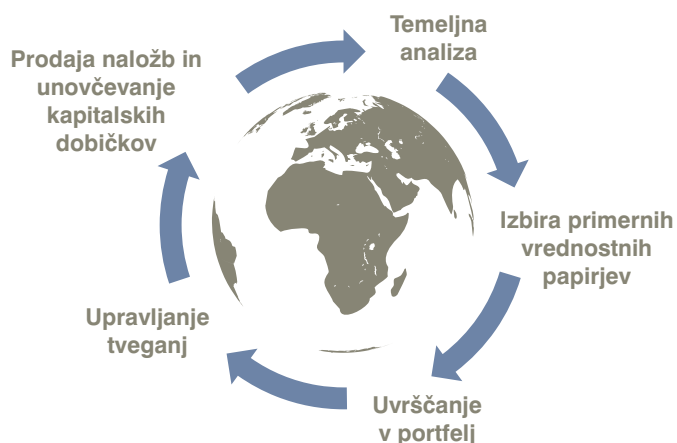 Temeljna
analiza
Izbira primernih
vrednostnih
papirjev
Uvrščanje
v portfelj
Upravljanje
tveganj
Prodaja naložb in
unovčevanje
kapitalskih
dobičkov